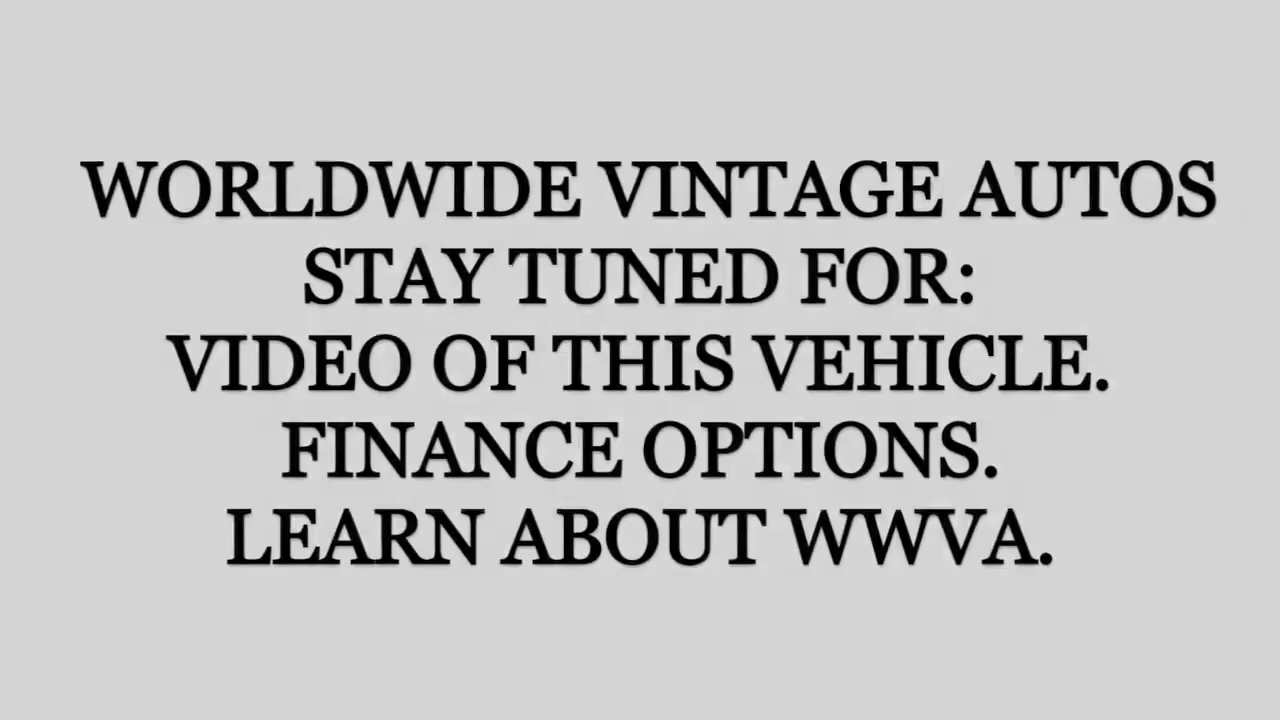 WORLDWIDE VINTAGE AUTOS
STAY TUNED FOR:
VIDEO OF THIS VEHICLE.
FINANCE OPTIONS.
LEARN ABOUT WWVA.